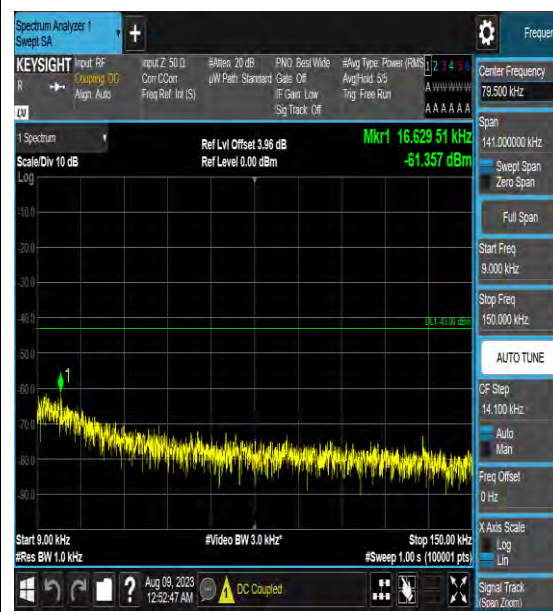 Spectrum Analyzer 1
Swept SA
+
Frequen
KEYSIGHT
R
Input: RF
Coupling: DC
Align: Auto
Input Z: 50 Ω
Corr CCorr
Freq Ref: Int (S)
#Atten: 20 dB
µW Path: Standard
PNO: Best Wide
Gate: Off
IF Gain: Low
Sig Track: Off
#Avg Type: Power (RMS
Avg|Hold: 5/5
Trig: Free Run
1 2 3 4 5 6
A W W W W W
A A A A A A
1 Spectrum
Scale/Div 10 dB
Log
Ref Lvl Offset 3.96 dB
Ref Level 0.00 dBm
Mkr1 16.629 51 kHz
-61.357 dBm
-10.0
-20.0
-30.0
-40.0
-50.0
-60.0
-70.0
-80.0
-90.0
DL1 -43.00 dBm
1
Start 9.00 kHz
#Res BW 1.0 kHz
#Video BW 3.0 kHz*
Stop 150.00 kHz
#Sweep 1.00 s (100001 pts)
?
Aug 09, 2023
12:52:47 AM
DC Coupled
Center Frequency
79.500 kHz
Span
141.000000 kHz
Swept Span
Zero Span
Full Span
Start Freq
9.000 kHz
Stop Freq
150.000 kHz
AUTO TUNE
CF Step
14.100 kHz
Auto
Man
Freq Offset
0 Hz
X Axis Scale
Log
Lin
Signal Track
(Span Zoom)